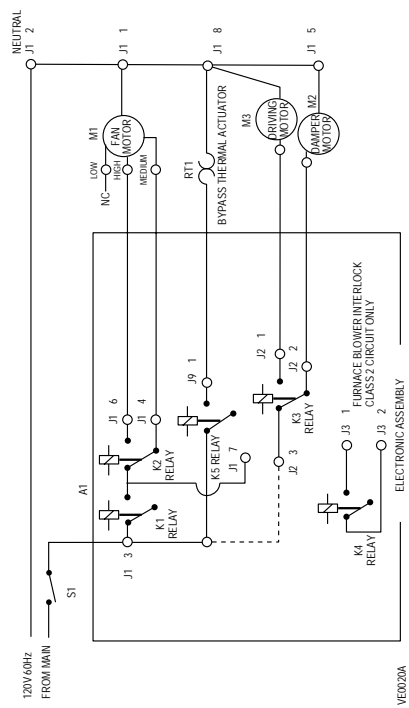 NEUTRAL
J1 2
J1 1
J1 8
J1 5
M1
FAN
MOTOR
LOW
HIGH
MEDIUM
NC
RT1
BYPASS THERMAL ACTUATOR
M3
DRIVING
MOTOR
M2
DAMPER
MOTOR
A1
J1 6
J1 4
K2
RELAY
K1
RELAY
J1 3
J9 1
K5 RELAY
J1 7
J2 1
J2 2
K3
RELAY
J2 3
FURNACE BLOWER INTERLOCK
CLASS 2 CIRCUIT ONLY
J3 1
J3 2
K4
RELAY
ELECTRONIC ASSEMBLY
S1
120V 60Hz
FROM MAIN
VE0020A